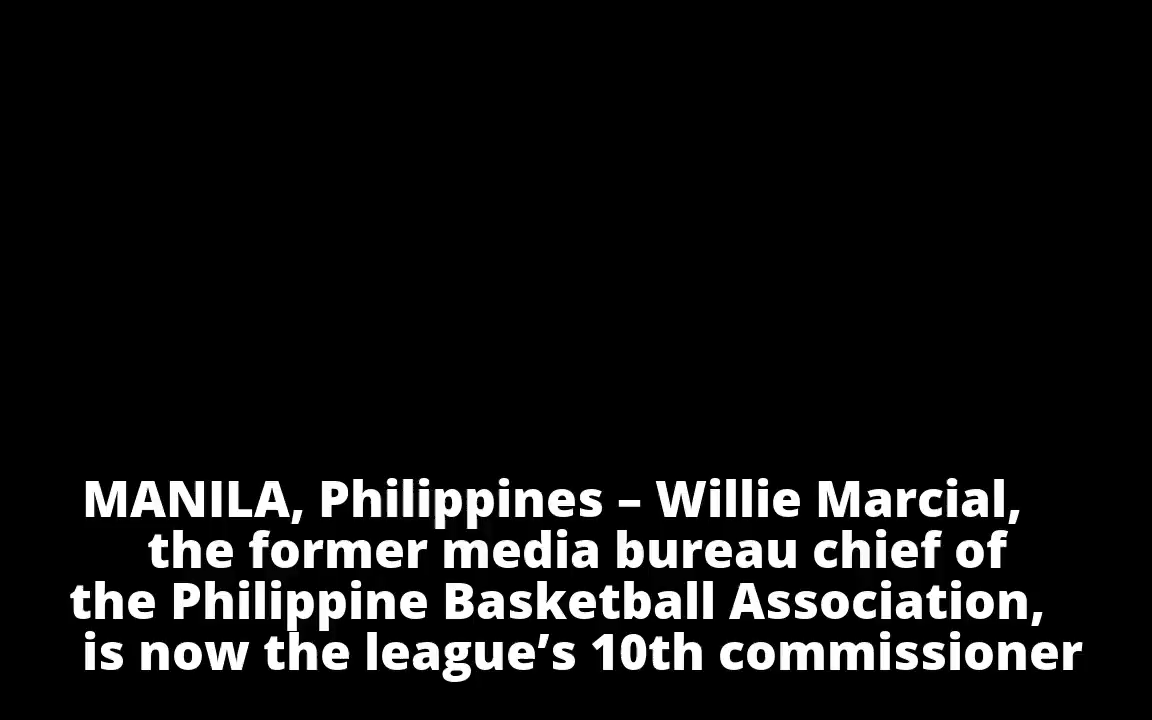 MANILA, Philippines – Willie Marcial,
the former media bureau chief of
the Philippine Basketball Association,
is now the league’s 10th commissioner